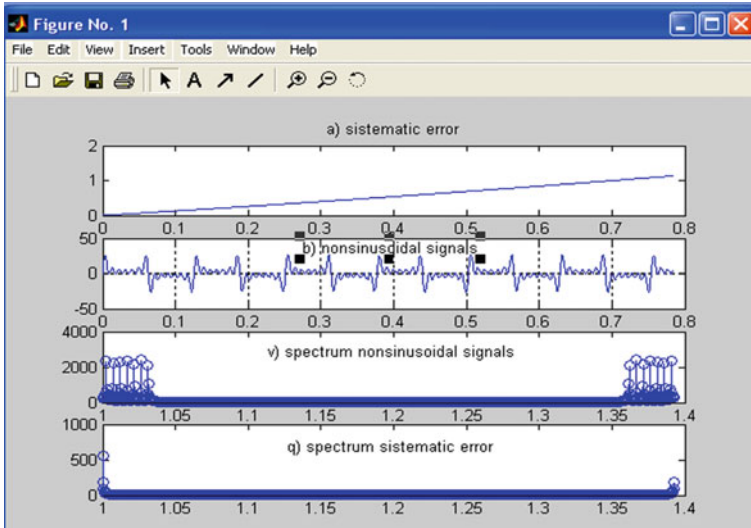 Figure No. 1
File Edit View Insert Tools Window Help
A
a) sistematic error
2
1
0
0 0.1 0.2 0.3 0.4 0.5 0.6 0.7 0.8
b) nonsinusoidal signals
50
0
-50
0 0.1 0.2 0.3 0.4 0.5 0.6 0.7 0.8
v) spectrum nonsinusoidal signals
4000
2000
0
1 1.05 1.1 1.15 1.2 1.25 1.3 1.35 1.4
q) spectrum sistematic error
1000
500
0
1 1.05 1.1 1.15 1.2 1.25 1.3 1.35 1.4